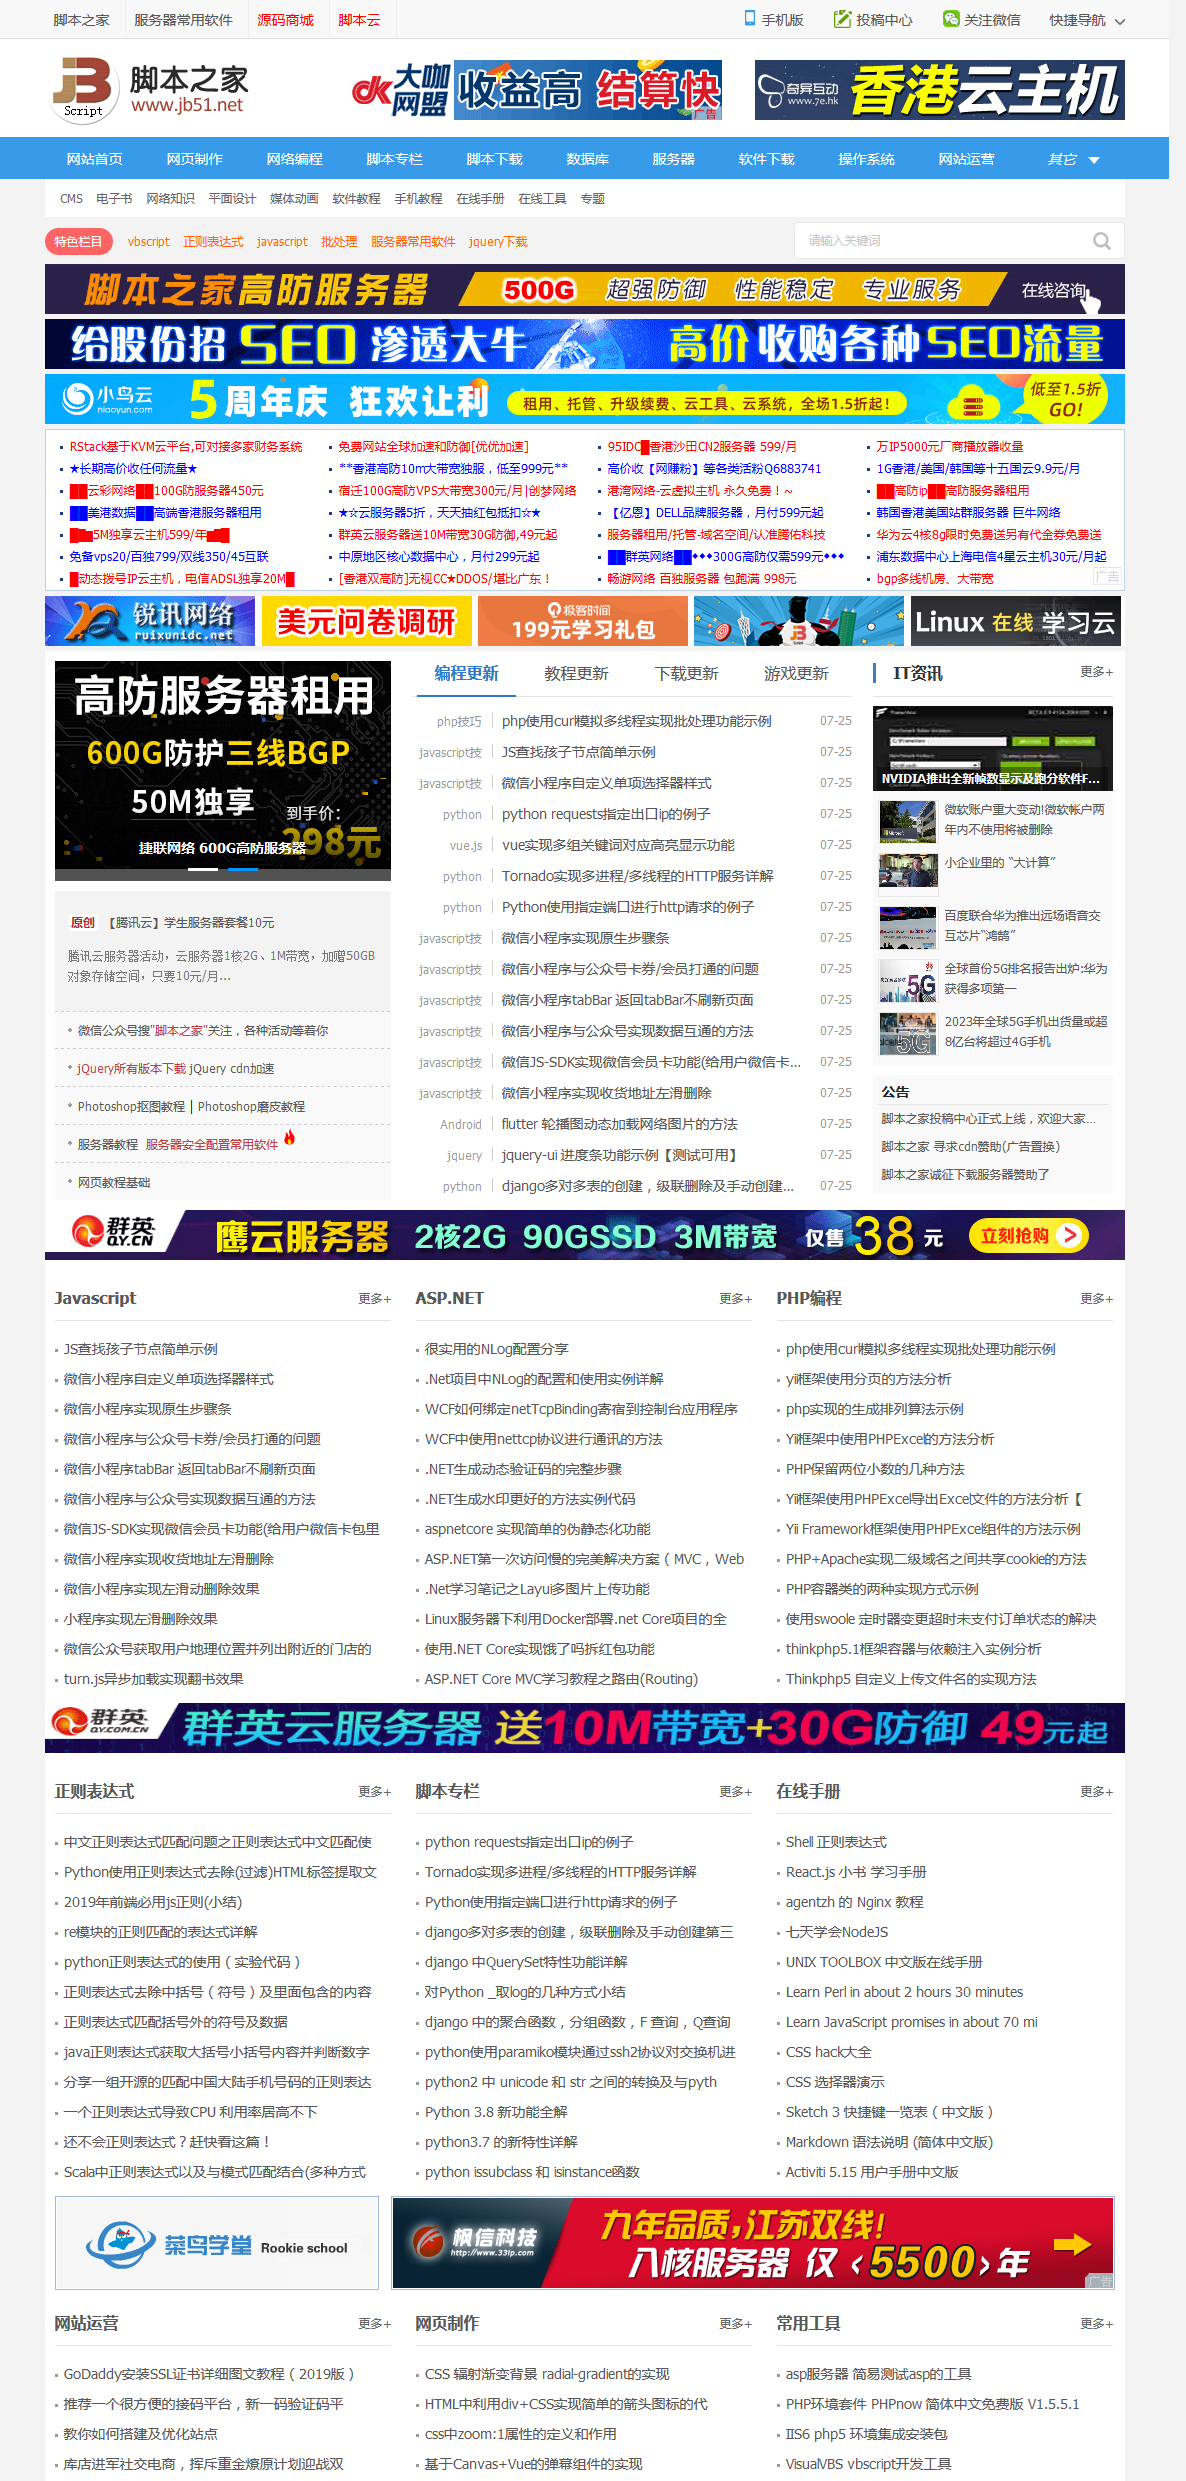 脚本之家 服务器常用软件 源码商城 脚本云 手机版 投稿中心 关注微信 快捷导航
JB Script 脚本之家 www.jb51.net
dk 大咖网盟 收益高 结算快 广告
奇异互动 www.7e.hk 香港云主机
网站首页 网页制作 网络编程 脚本专栏 脚本下载 数据库 服务器 软件下载 操作系统 网站运营 其它
CMS 电子书 网络知识 平面设计 媒体动画 软件教程 手机教程 在线手册 在线工具 专题
特色栏目 vbscript 正则表达式 javascript 批处理 服务器常用软件 jquery下载 请输入关键词
脚本之家高防服务器 500G 超强防御 性能稳定 专业服务 在线咨询
给股份招 SEO 渗透大牛 高价收购各种SEO流量
小鸟云 niaoyun.com 5周年庆 狂欢让利 租用、托管、升级续费、云工具、云系统，全场1.5折起！ 低至1.5折 GO!
RStack基于KVM云平台,可对接多家财务系统 免费网站全球加速和防御[优优加速] 95IDC█香港沙田CN2服务器 599/月 万IP5000元厂商播放器收量
★长期高价收任何流量★ **香港高防10m大带宽独服，低至999元** 高价收【网赚粉】等各类活粉Q6883741 1G香港/美国/韩国等十五国云9.9元/月
██云彩网络██100G防服务器450元 宿迁100G高防VPS大带宽300元/月|创梦网络 港湾网络-云虚拟主机 永久免费！~ ██高防ip██高防服务器租用
██美港数据██高端香港服务器租用 ★☆云服务器5折，天天抽红包抵扣☆★ 【亿恩】DELL品牌服务器，月付599元起 韩国香港美国站群服务器 巨牛网络
█▇▆5M独享云主机599/年▆▇█ 群英云服务器送10M带宽30G防御,49元起 服务器租用/托管-域名空间/认准腾佑科技 华为云4核8g限时免费送另有代金券免费送
免备vps20/百独799/双线350/45互联 中原地区核心数据中心，月付299元起 ██群英网络██◆◆◆300G高防仅需599元◆◆◆ 浦东数据中心上海电信4星云主机30元/月起
█动态拨号IP云主机，电信ADSL独享20M█ [香港双高防]无视CC★DDOS/堪比广东！ 畅游网络 百独服务器 包跑满 998元 bgp多线机房、大带宽 广告
锐讯网络 ruixunidc.net 美元问卷调研 极客时间 199元学习礼包 JB Linux 在线 学习云
高防服务器租用
600G防护三线BGP
50M独享 到手价: 298元
捷联网络 600G高防服务器
原创 【腾讯云】学生服务器套餐10元
腾讯云服务器活动，云服务器1核2G、1M带宽，加赠50GB
对象存储空间，只要10元/月...
微信公众号搜"脚本之家"关注，各种活动等着你
jQuery所有版本下载 jQuery cdn加速
Photoshop抠图教程 | Photoshop磨皮教程
服务器教程 服务器安全配置常用软件
网页教程基础
编程更新 教程更新 下载更新 游戏更新
php技巧 php使用curl模拟多线程实现批处理功能示例 07-25
javascript技 JS查找孩子节点简单示例 07-25
javascript技 微信小程序自定义单项选择器样式 07-25
python python requests指定出口ip的例子 07-25
vue.js vue实现多组关键词对应高亮显示功能 07-25
python Tornado实现多进程/多线程的HTTP服务详解 07-25
python Python使用指定端口进行http请求的例子 07-25
javascript技 微信小程序实现原生步骤条 07-25
javascript技 微信小程序与公众号卡券/会员打通的问题 07-25
javascript技 微信小程序tabBar 返回tabBar不刷新页面 07-25
javascript技 微信小程序与公众号实现数据互通的方法 07-25
javascript技 微信JS-SDK实现微信会员卡功能(给用户微信卡... 07-25
javascript技 微信小程序实现收货地址左滑删除 07-25
Android flutter 轮播图动态加载网络图片的方法 07-25
jquery jquery-ui 进度条功能示例【测试可用】 07-25
python django多对多表的创建，级联删除及手动创建... 07-25
IT资讯 更多+
NVIDIA推出全新帧数显示及跑分软件F...
微软账户重大变动!微软帐户两
年内不使用将被删除
小企业里的 “大计算”
百度联合华为推出远场语音交
互芯片“鸿鹄”
全球首份5G排名报告出炉:华为
获得多项第一
2023年全球5G手机出货量或超
8亿台将超过4G手机
公告
脚本之家投稿中心正式上线，欢迎大家...
脚本之家 寻求cdn赞助(广告置换)
脚本之家诚征下载服务器赞助了
群英 QY.CN 鹰云服务器 2核2G 90GSSD 3M带宽 仅售38元 立刻抢购
Javascript 更多+ ASP.NET 更多+ PHP编程 更多+
JS查找孩子节点简单示例 很实用的NLog配置分享 php使用curl模拟多线程实现批处理功能示例
微信小程序自定义单项选择器样式 .Net项目中NLog的配置和使用实例详解 yii框架使用分页的方法分析
微信小程序实现原生步骤条 WCF如何绑定netTcpBinding寄宿到控制台应用程序 php实现的生成排列算法示例
微信小程序与公众号卡券/会员打通的问题 WCF中使用nettcp协议进行通讯的方法 Yii框架中使用PHPExcel的方法分析
微信小程序tabBar 返回tabBar不刷新页面 .NET生成动态验证码的完整步骤 PHP保留两位小数的几种方法
微信小程序与公众号实现数据互通的方法 .NET生成水印更好的方法实例代码 Yii框架使用PHPExcel导出Excel文件的方法分析【
微信JS-SDK实现微信会员卡功能(给用户微信卡包里 aspnetcore 实现简单的伪静态化功能 Yii Framework框架使用PHPExcel组件的方法示例
微信小程序实现收货地址左滑删除 ASP.NET第一次访问慢的完美解决方案（MVC，Web PHP+Apache实现二级域名之间共享cookie的方法
微信小程序实现左滑动删除效果 .Net学习笔记之Layui多图片上传功能 PHP容器类的两种实现方式示例
小程序实现左滑删除效果 Linux服务器下利用Docker部署.net Core项目的全 使用swoole 定时器变更超时未支付订单状态的解决
微信公众号获取用户地理位置并列出附近的门店的 使用.NET Core实现饿了吗拆红包功能 thinkphp5.1框架容器与依赖注入实例分析
turn.js异步加载实现翻书效果 ASP.NET Core MVC学习教程之路由(Routing) Thinkphp5 自定义上传文件名的实现方法
群英 QY.COM.CN 群英云服务器 送10M带宽+30G防御 49元起
正则表达式 更多+ 脚本专栏 更多+ 在线手册 更多+
中文正则表达式匹配问题之正则表达式中文匹配使 python requests指定出口ip的例子 Shell 正则表达式
Python使用正则表达式去除(过滤)HTML标签提取文 Tornado实现多进程/多线程的HTTP服务详解 React.js 小书 学习手册
2019年前端必用js正则(小结) Python使用指定端口进行http请求的例子 agentzh 的 Nginx 教程
re模块的正则匹配的表达式详解 django多对多表的创建，级联删除及手动创建第三 七天学会NodeJS
python正则表达式的使用（实验代码） django 中QuerySet特性功能详解 UNIX TOOLBOX 中文版在线手册
正则表达式去除中括号（符号）及里面包含的内容 对Python _取log的几种方式小结 Learn Perl in about 2 hours 30 minutes
正则表达式匹配括号外的符号及数据 django 中的聚合函数，分组函数，F 查询，Q查询 Learn JavaScript promises in about 70 mi
java正则表达式获取大括号小括号内容并判断数字 python使用paramiko模块通过ssh2协议对交换机进 CSS hack大全
分享一组开源的匹配中国大陆手机号码的正则表达 python2 中 unicode 和 str 之间的转换及与pyth CSS 选择器演示
一个正则表达式导致CPU 利用率居高不下 Python 3.8 新功能全解 Sketch 3 快捷键一览表（中文版）
还不会正则表达式？赶快看这篇！ python3.7 的新特性详解 Markdown 语法说明 (简体中文版)
Scala中正则表达式以及与模式匹配结合(多种方式 python issubclass 和 isinstance函数 Activiti 5.15 用户手册中文版
菜鸟学堂 Rookie school 枫信科技 http://www.33ip.com 九年品质,江苏双线! 八核服务器 仅‹5500›年 广告
网站运营 更多+ 网页制作 更多+ 常用工具 更多+
GoDaddy安装SSL证书详细图文教程（2019版） CSS 辐射渐变背景 radial-gradient的实现 asp服务器 简易测试asp的工具
推荐一个很方便的接码平台，新一码验证码平 HTML中利用div+CSS实现简单的箭头图标的代 PHP环境套件 PHPnow 简体中文免费版 V1.5.5.1
教你如何搭建及优化站点 css中zoom:1属性的定义和作用 IIS6 php5 环境集成安装包
库店进军社交电商，挥斥重金燎原计划迎战双 基于Canvas+Vue的弹幕组件的实现 VisualVBS vbscript开发工具